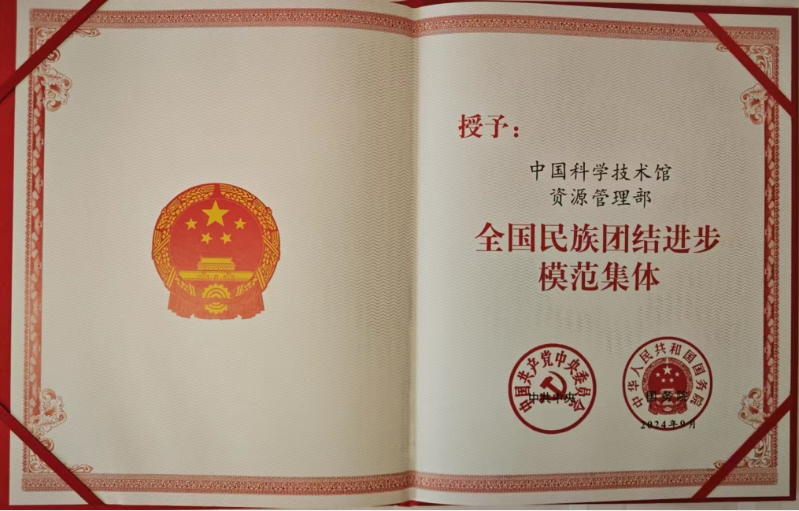 授予：
中国科学技术馆
资源管理部
全国民族团结进步
模范集体
中国共产党中央委员会
中共中央
中华人民共和国国务院
国务院
2024年9月